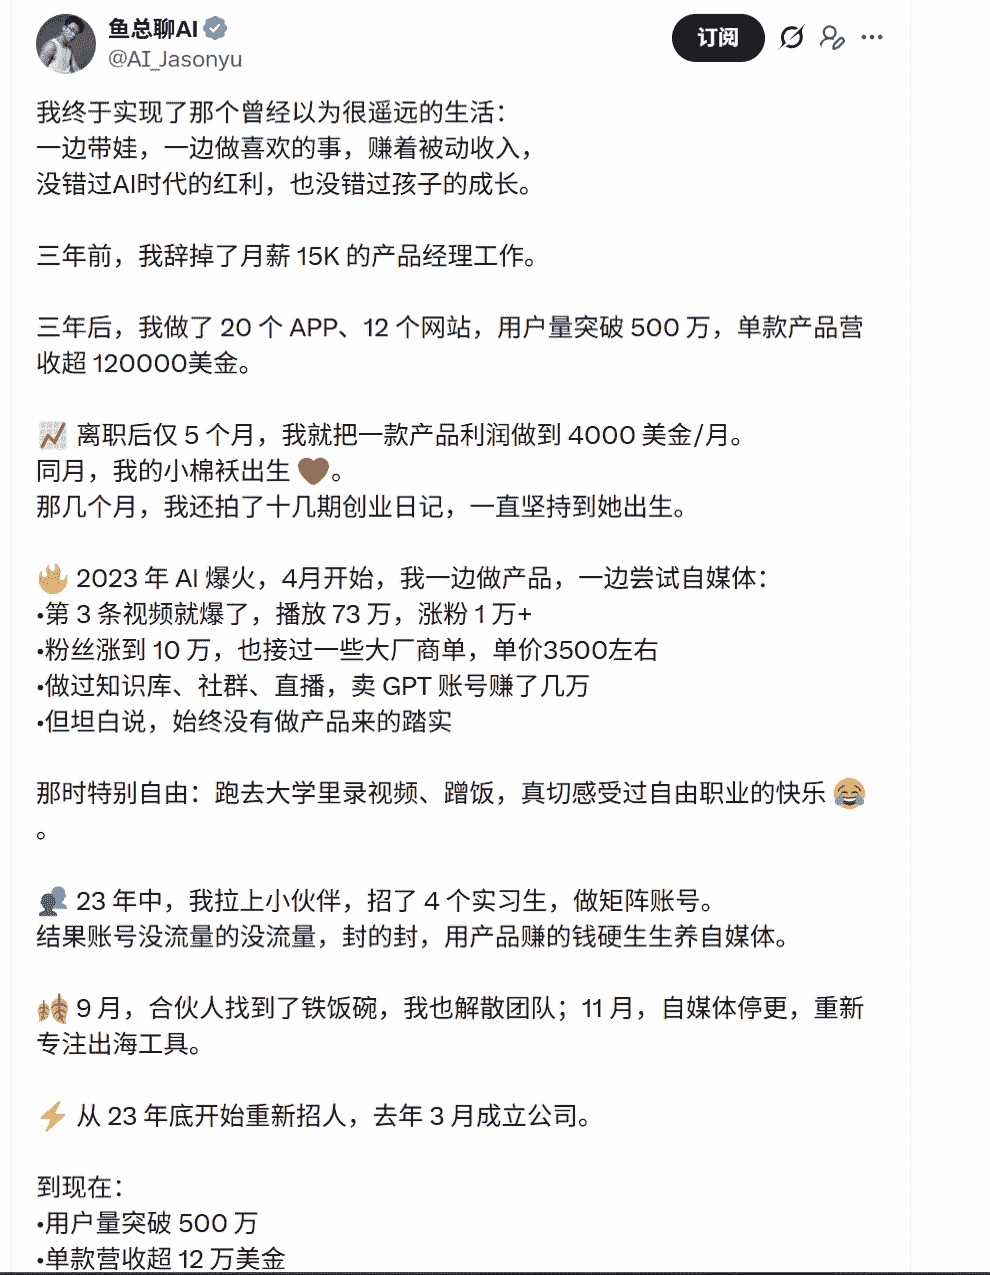 鱼总聊AI
@AI_Jasonyu
订阅
我终于实现了那个曾经以为很遥远的生活：
一边带娃，一边做喜欢的事，赚着被动收入，
没错过AI时代的红利，也没错过孩子的成长。
三年前，我辞掉了月薪 15K 的产品经理工作。
三年后，我做了 20 个 APP、12 个网站，用户量突破 500 万，单款产品营
收超 120000美金。
📈 离职后仅 5 个月，我就把一款产品利润做到 4000 美金/月。
同月，我的小棉袄出生 🤎。
那几个月，我还拍了十几期创业日记，一直坚持到她出生。
🔥 2023 年 AI 爆火，4月开始，我一边做产品，一边尝试自媒体：
•第 3 条视频就爆了，播放 73 万，涨粉 1 万+
•粉丝涨到 10 万，也接过一些大厂商单，单价3500左右
•做过知识库、社群、直播，卖 GPT 账号赚了几万
•但坦白说，始终没有做产品来的踏实
那时特别自由：跑去大学里录视频、蹭饭，真切感受过自由职业的快乐 😂
。
👥 23 年中，我拉上小伙伴，招了 4 个实习生，做矩阵账号。
结果账号没流量的没流量，封的封，用产品赚的钱硬生生养自媒体。
🍂 9 月，合伙人找到了铁饭碗，我也解散团队；11 月，自媒体停更，重新
专注出海工具。
⚡ 从 23 年底开始重新招人，去年 3 月成立公司。
到现在：
•用户量突破 500 万
•单款营收超 12 万美金